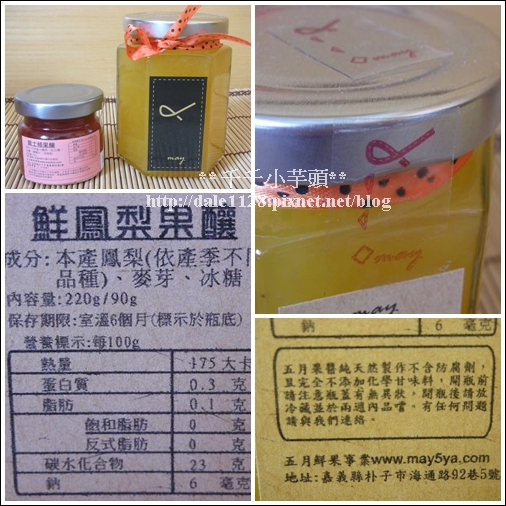 may
**千千小芋頭**
http://dale1128.pixnet.net/blog
may
may
鮮鳳梨果釀
成分: 本產鳳梨(依產季不同
品種)、麥芽、冰糖
內容量: 220g/90g
保存期限: 室溫6個月(標示於瓶底)
營養標示: 每100g
熱量 175 大卡
蛋白質 0.3 克
脂肪 0.1 克
飽和脂肪 0 克
反式脂肪 0 克
碳水化合物 23 克
鈉 6 毫克
鈉 6 毫克
五月果醬純天然製作不含防腐劑,
且完全不添加化學甘味料, 開瓶前
請注意瓶蓋有無異狀, 開瓶後請放
冷藏並於兩週內品嚐。有任何問題
請與我們連絡.
五月鮮果事業www.may5ya.com
地址: 嘉義縣朴子市海通路92巷5號